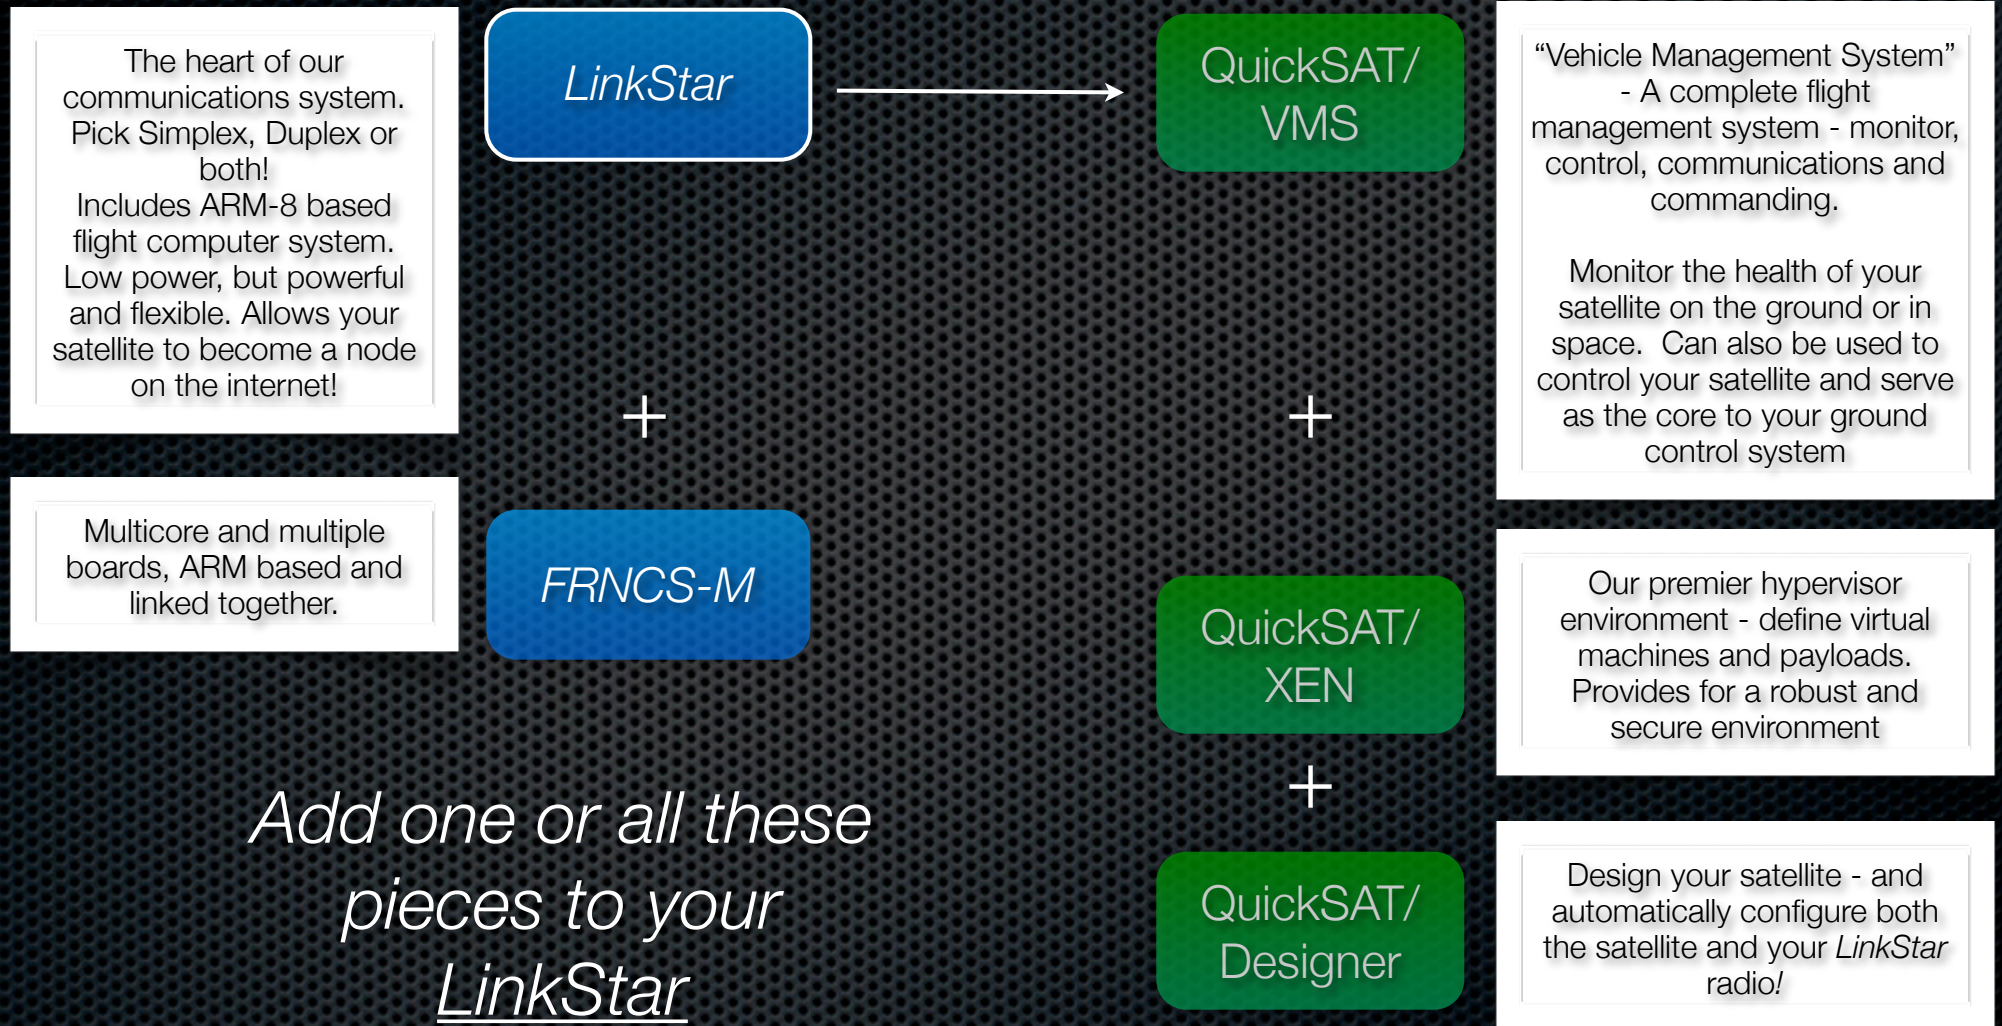 The heart of our
communications system.
Pick Simplex, Duplex or
both!
Includes ARM-8 based
flight computer system.
Low power, but powerful
and flexible. Allows your
satellite to become a node
on the internet!
LinkStar
QuickSAT/
VMS
“Vehicle Management System”
- A complete flight
management system - monitor,
control, communications and
commanding.
Monitor the health of your
satellite on the ground or in
space.  Can also be used to
control your satellite and serve
as the core to your ground
control system
+
+
Multicore and multiple
boards, ARM based and
linked together.
FRNCS-M
QuickSAT/
XEN
Our premier hypervisor
environment - define virtual
machines and payloads.
Provides for a robust and
secure environment
+
Add one or all these
pieces to your
LinkStar
QuickSAT/
Designer
Design your satellite - and
automatically configure both
the satellite and your LinkStar
radio!